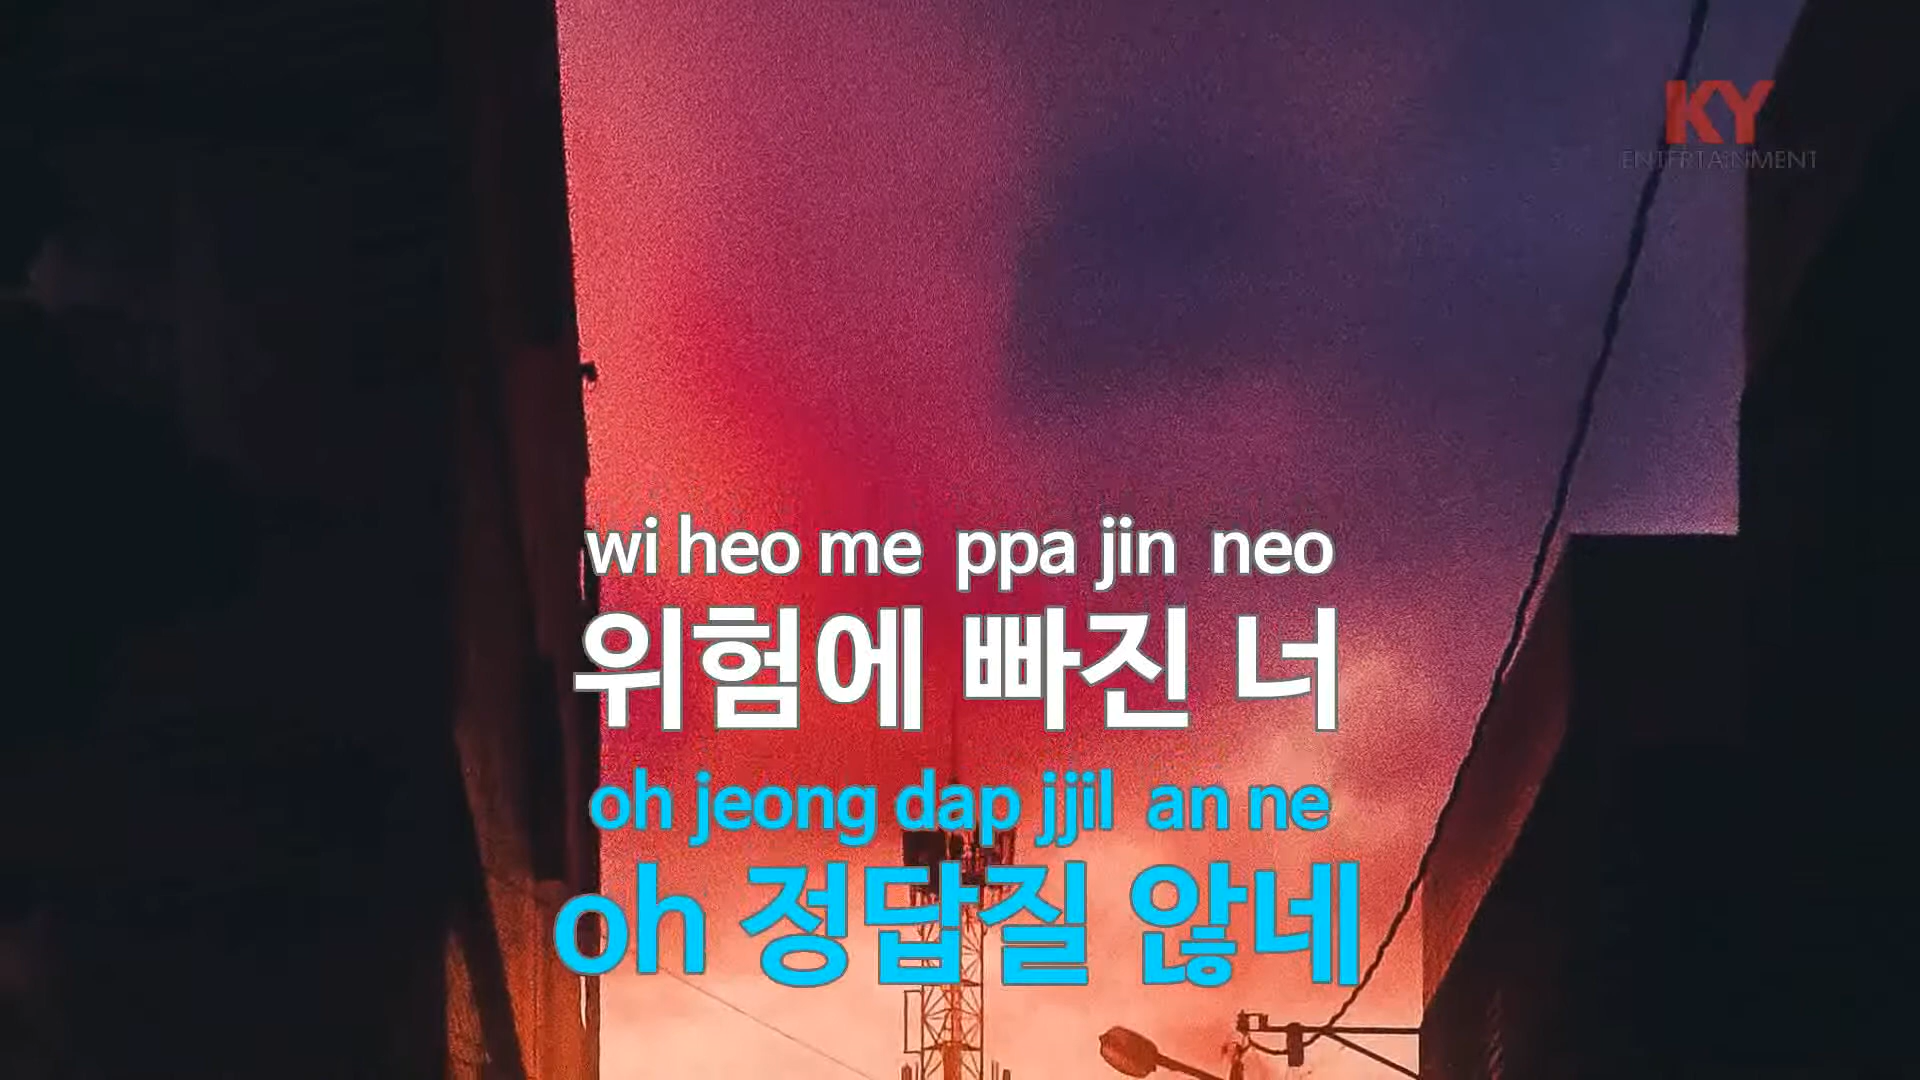 KY
ENTERTAINMENT
wi heo me ppa jin neo
위험에 빠진 너
oh jeong dap jjil an ne
oh 정답질 않네